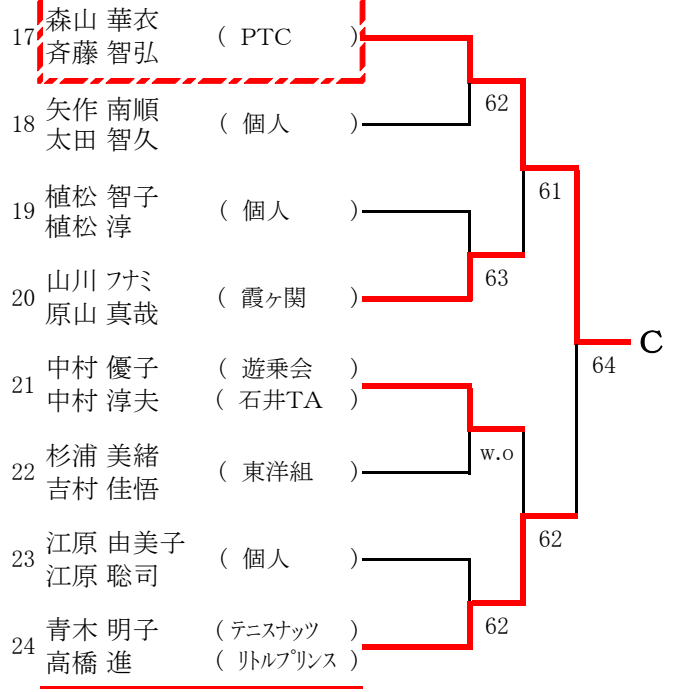 森山 華衣
17 ( PTC )
斉藤 智弘
62
矢作 南順
18 ( 個人 )
太田 智久
61
植松 智子
19 ( 個人 )
植松 淳
63
山川 フナミ
20 ( 霞ヶ関 )
原山 真哉
C
64
中村 優子 ( 遊乗会 )
21
中村 淳夫 ( 石井TA )
w.o
杉浦 美緒
22 ( 東洋組 )
吉村 佳悟
62
江原 由美子
23 ( 個人 )
江原 聡司
62
青木 明子 ( テニスナッツ )
24
高橋 進 ( リトルプリンス )